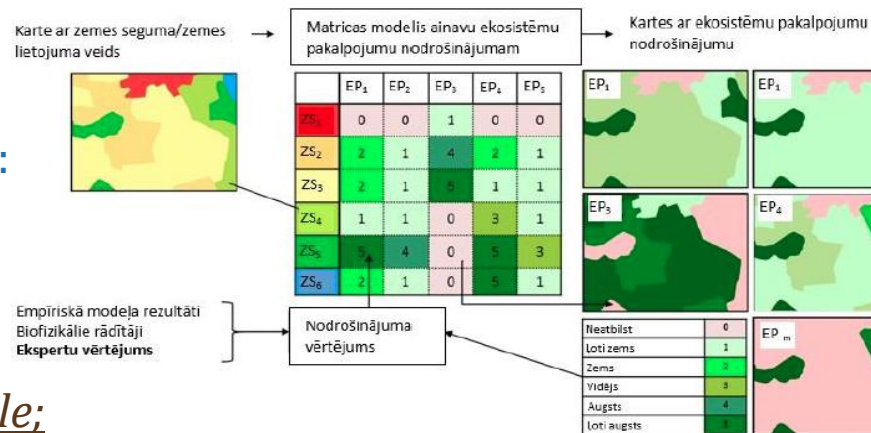 Karte ar zemes seguma/zemes
lietojuma veids
Matricas modelis ainavu ekosistēmu
pakalpojumu nodrošinājumam
Kartes ar ekosistēmu pakalpojumu
nodrošinājumu
:
EP₁ EP₂ EP₃ EP₄ EP₅
ZS₁ 0 0 1 0 0
ZS₂ 2 1 4 2 1
ZS₃ 2 1 5 1 1
ZS₄ 1 1 0 3 1
ZS₅ 5 4 0 5 3
ZS₆ 2 1 0 5 1
EP₁
EP₁
EP₃
EP₄
EP m
Empīriskā modeļa rezultāti
Biofizikālie rādītāji
Ekspertu vērtējums
Nodrošinājuma
vērtējums
Neatbilst 0
Ļoti zems 1
Zems 2
Vidējs 3
Augsts 4
Ļoti augsts 5
le;